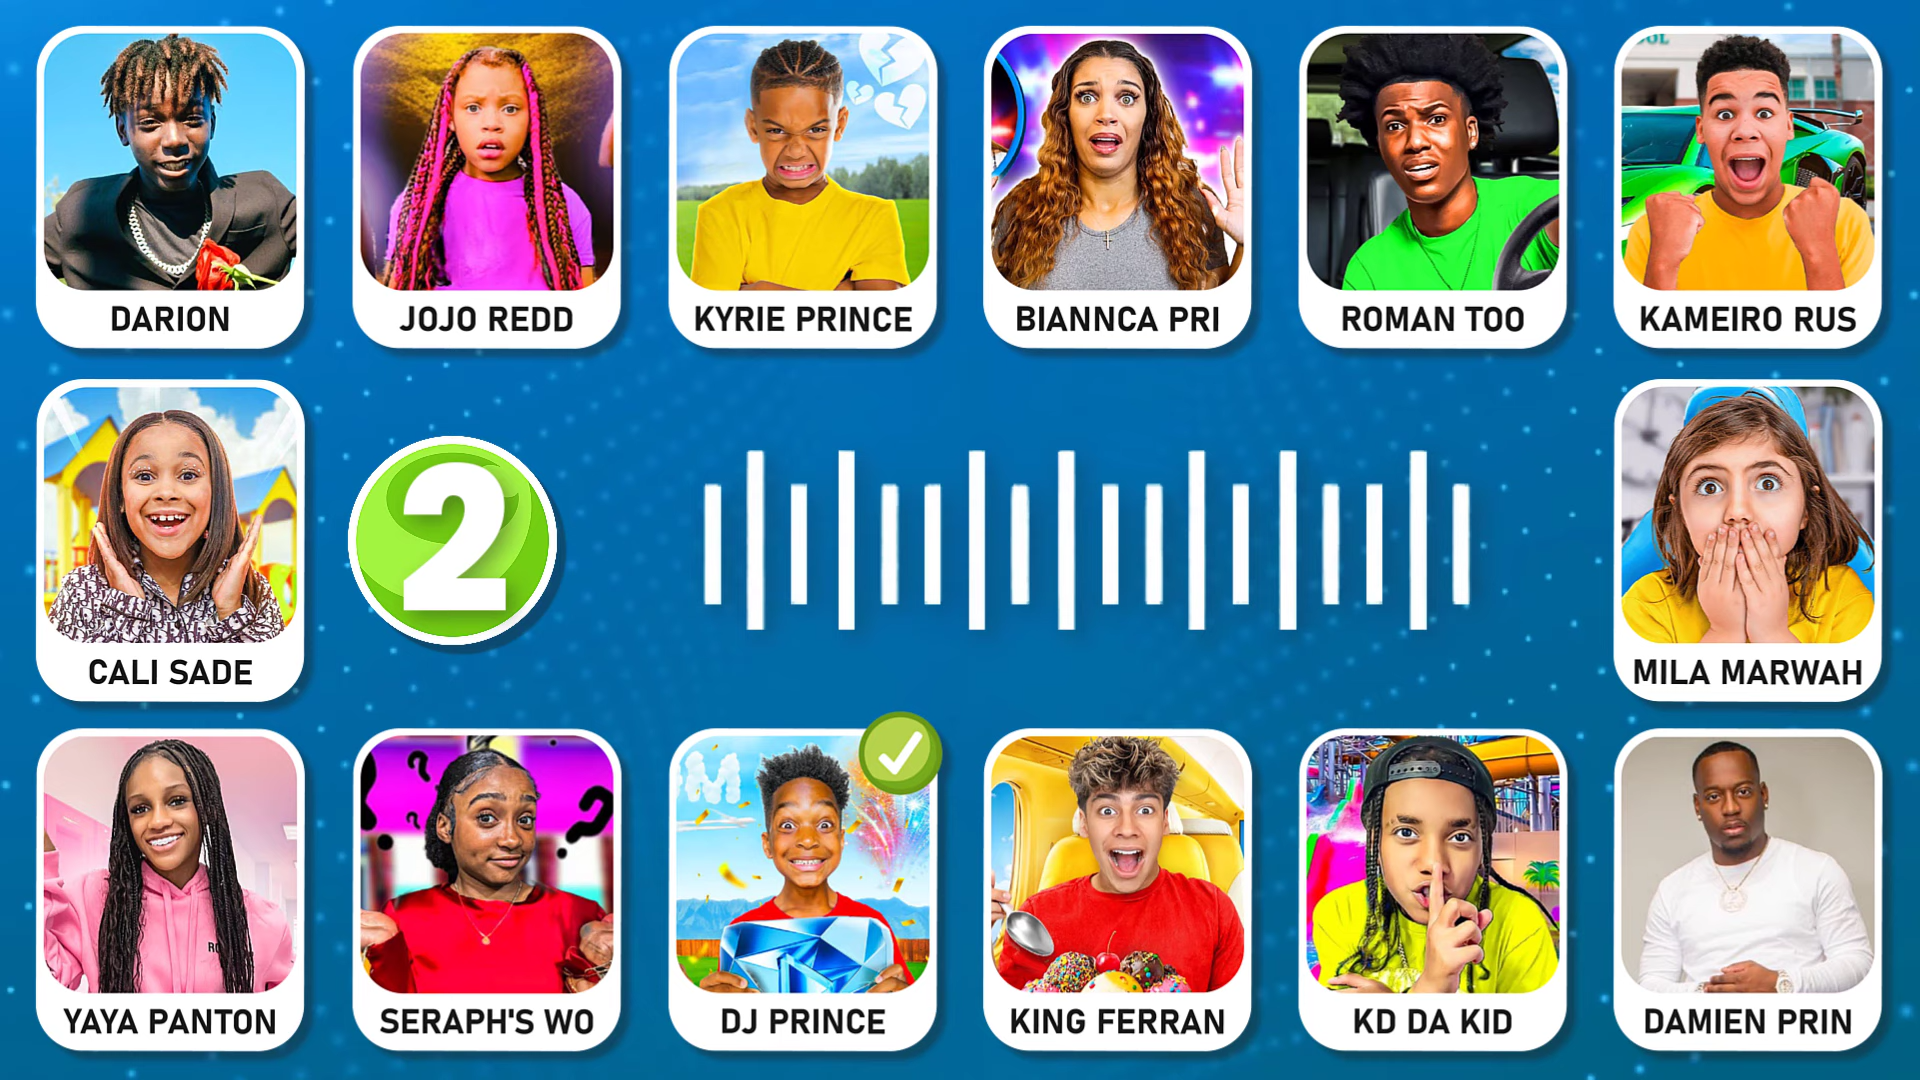 DARION
JOJO REDD
KYRIE PRINCE
BIANNCA PRI
ROMAN TOO
KAMEIRO RUS
CALI SADE
2
MILA MARWAH
YAYA PANTON
SERAPH'S WO
DJ PRINCE
KING FERRAN
KD DA KID
DAMIEN PRIN